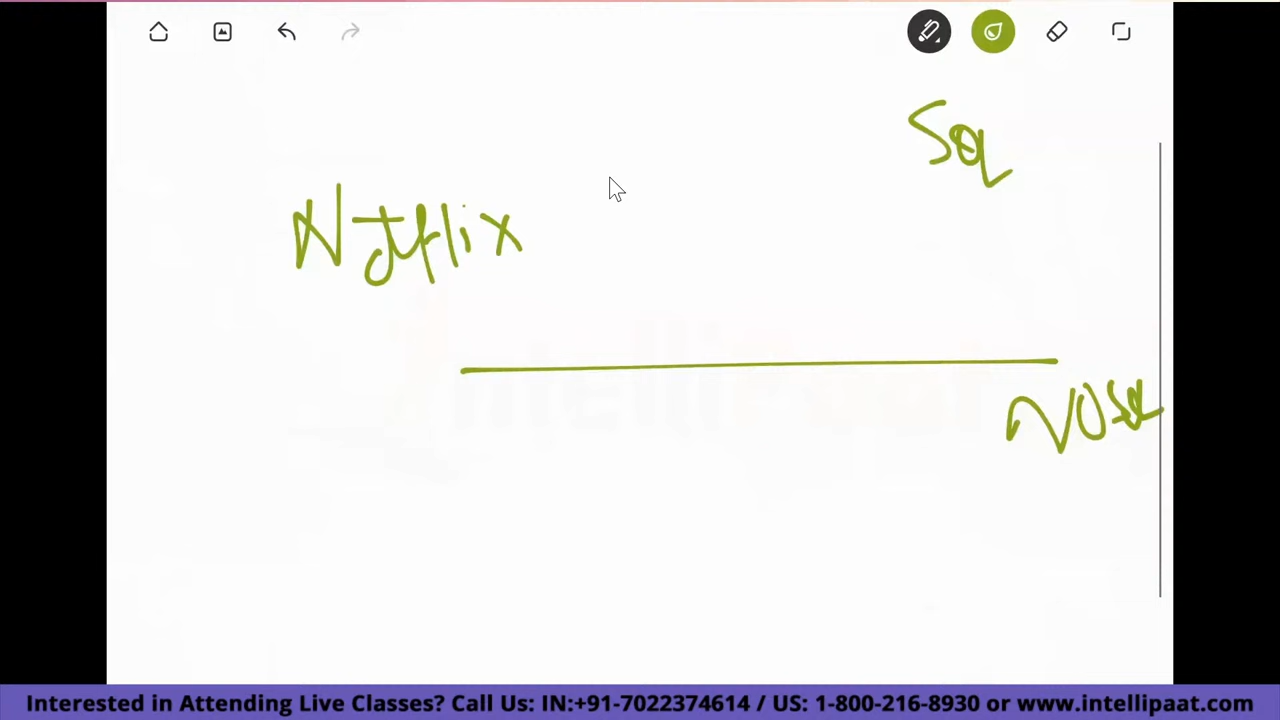 SQL
Netflix
Intellipaat
NOSQL
Interested in Attending Live Classes? Call Us: IN:+91-7022374614 / US: 1-800-216-8930 or www.intellipaat.com